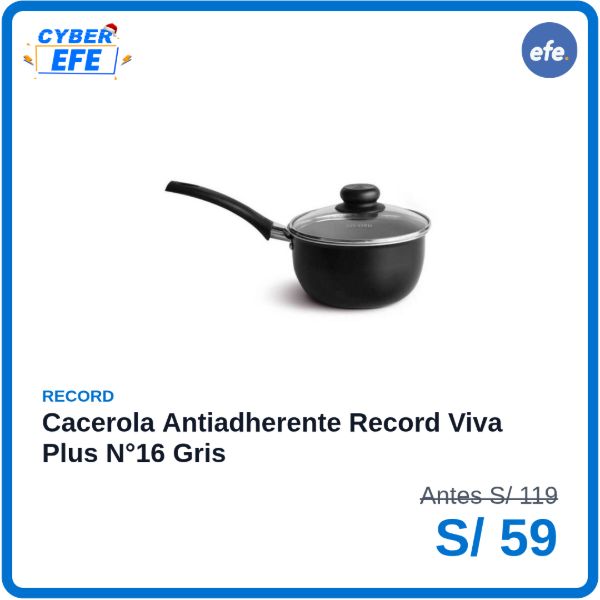 CYBER
EFE
efe.
RECORD
Cacerola Antiadherente Record Viva
Plus N°16 Gris
Antes S/ 119
S/ 59